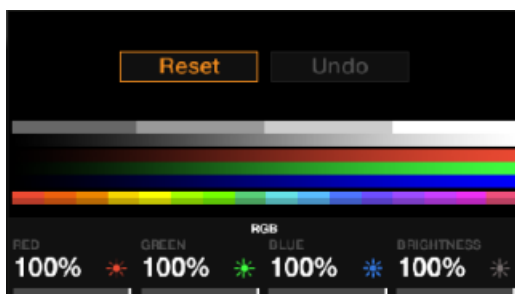 Reset Undo
RGB
RED GREEN BLUE BRIGHTNESS
100% 100% 100% 100%